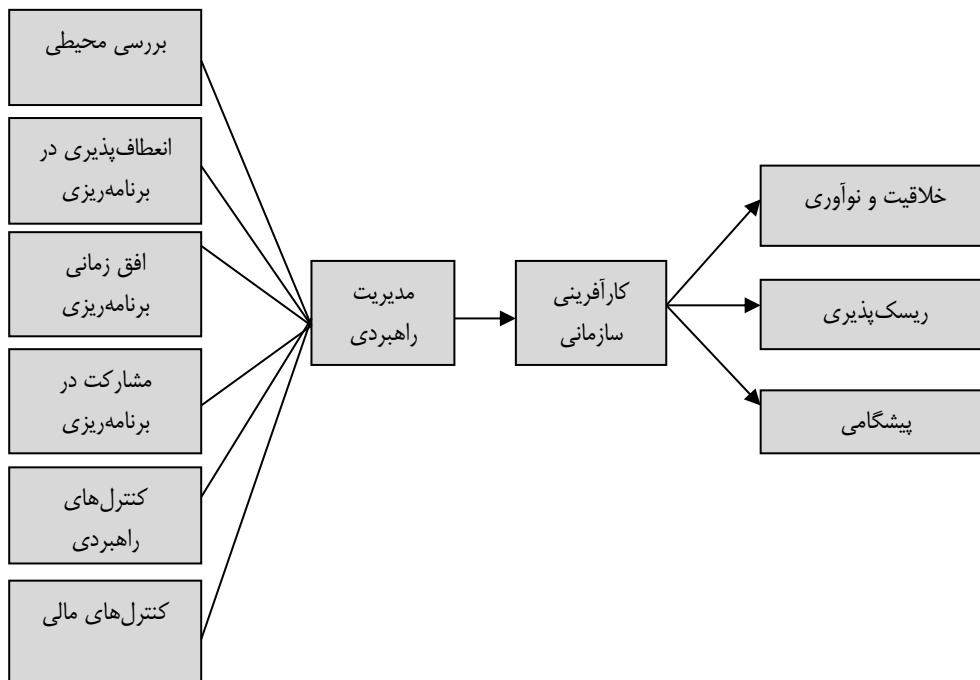 بررسی محیطی
انعطاف‌پذیری در
برنامه‌ریزی
افق زمانی
برنامه‌ریزی
مشارکت در
برنامه‌ریزی
کنترل‌های
راهبردی
کنترل‌های مالی
مدیریت
راهبردی
کارآفرینی
سازمانی
خلاقیت و نوآوری
ریسک‌پذیری
پیشگامی